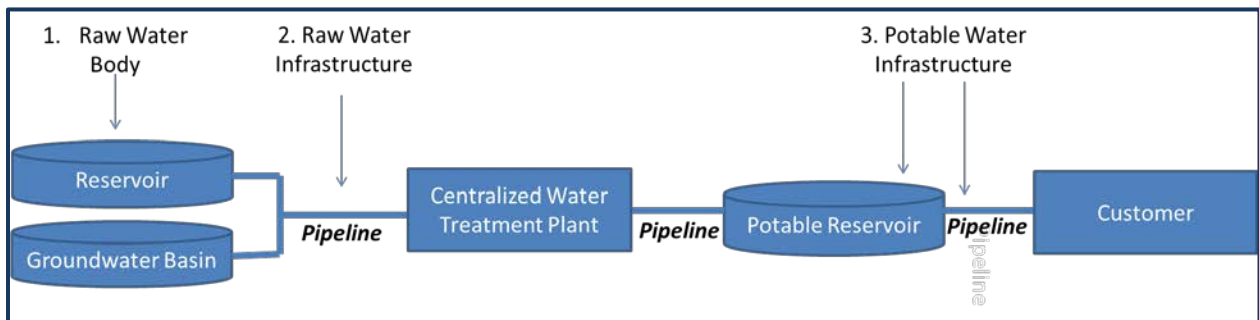 1. Raw Water
Body
2. Raw Water
Infrastructure
3. Potable Water
Infrastructure
Reservoir
Groundwater Basin
Pipeline
Centralized Water
Treatment Plant
Pipeline
Potable Reservoir
Pipeline
Pipeline
Customer